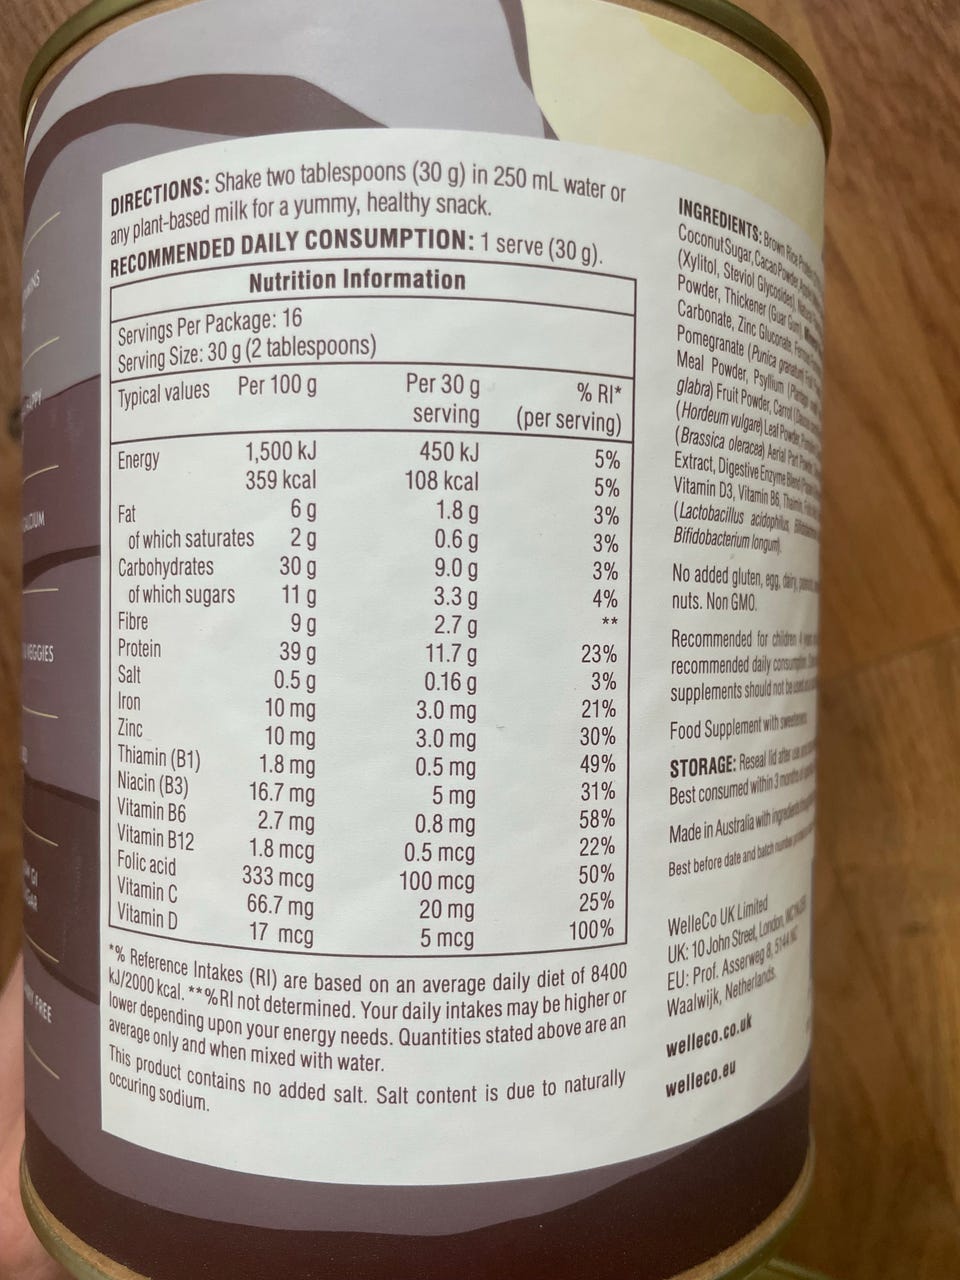 DIRECTIONS: Shake two tablespoons (30 g) in 250 mL water or
any plant-based milk for a yummy, healthy snack.
RECOMMENDED DAILY CONSUMPTION: 1 serve (30 g).
Nutrition Information
Servings Per Package: 16
Serving Size: 30 g (2 tablespoons)
Typical values Per 100 g Per 30 g serving % RI* (per serving)
Energy 1,500 kJ 450 kJ 5%
359 kcal 108 kcal 5%
Fat 6 g 1.8 g 3%
of which saturates 2 g 0.6 g 3%
Carbohydrates 30 g 9.0 g 3%
of which sugars 11 g 3.3 g 4%
Fibre 9 g 2.7 g **
Protein 39 g 11.7 g 23%
Salt 0.5 g 0.16 g 3%
Iron 10 mg 3.0 mg 21%
Zinc 10 mg 3.0 mg 30%
Thiamin (B1) 1.8 mg 0.5 mg 49%
Niacin (B3) 16.7 mg 5 mg 31%
Vitamin B6 2.7 mg 0.8 mg 58%
Vitamin B12 1.8 mcg 0.5 mcg 22%
Folic acid 333 mcg 100 mcg 50%
Vitamin C 66.7 mg 20 mg 25%
Vitamin D 17 mcg 5 mcg 100%
*% Reference Intakes (RI) are based on an average daily diet of 8400
kJ/2000 kcal. **%RI not determined. Your daily intakes may be higher or
lower depending upon your energy needs. Quantities stated above are an
average only and when mixed with water.
This product contains no added salt. Salt content is due to naturally
occuring sodium.
INGREDIENTS: Brown Rice
Coconut Sugar, Cacao Powder,
(Xylitol, Steviol Glycosides),
Powder, Thickener (Guar Gum),
Carbonate, Zinc Gluconate,
Pomegranate (Punica granatum)
Meal Powder, Psyllium
glabra) Fruit Powder, Carrot
(Hordeum vulgare) Leaf Powder,
(Brassica oleracea) Aerial Part
Extract, Digestive Enzyme Blend
Vitamin D3, Vitamin B6, Thiamin,
(Lactobacillus acidophilus,
Bifidobacterium longum).
No added gluten, egg, dairy,
nuts. Non GMO.
Recommended for children 4
recommended daily consumption.
supplements should not be used
Food Supplement with sweeteners
STORAGE: Reseal lid after use
Best consumed within 3 months
Made in Australia with ingredients
Best before date and batch number
WelleCo UK Limited
UK: 10 John Street, London,
EU: Prof. Asserweg 8, 5144
Waalwijk, Netherlands.
welleco.co.uk
welleco.eu
VEGGIES
FREE